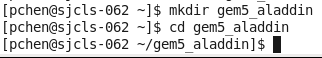 [pchen@sjcls-062 ~]$ mkdir gem5_aladdin
[pchen@sjcls-062 ~]$ cd gem5_aladdin
[pchen@sjcls-062 ~/gem5_aladdin]$